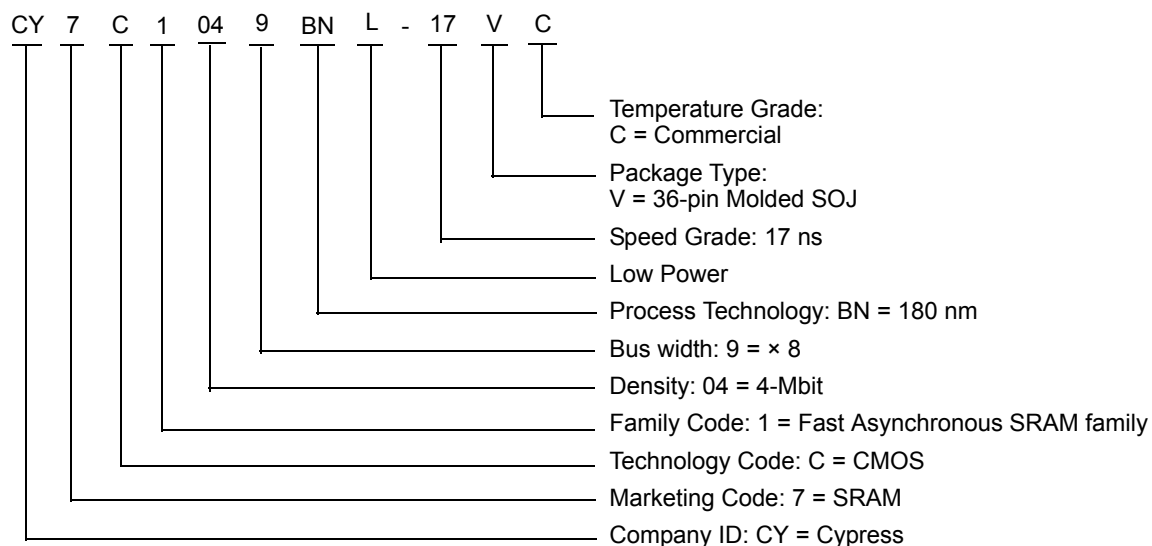 CY 7 C 1 04 9 BN L - 17 V C
Temperature Grade:
C = Commercial
Package Type:
V = 36-pin Molded SOJ
Speed Grade: 17 ns
Low Power
Process Technology: BN = 180 nm
Bus width: 9 = × 8
Density: 04 = 4-Mbit
Family Code: 1 = Fast Asynchronous SRAM family
Technology Code: C = CMOS
Marketing Code: 7 = SRAM
Company ID: CY = Cypress